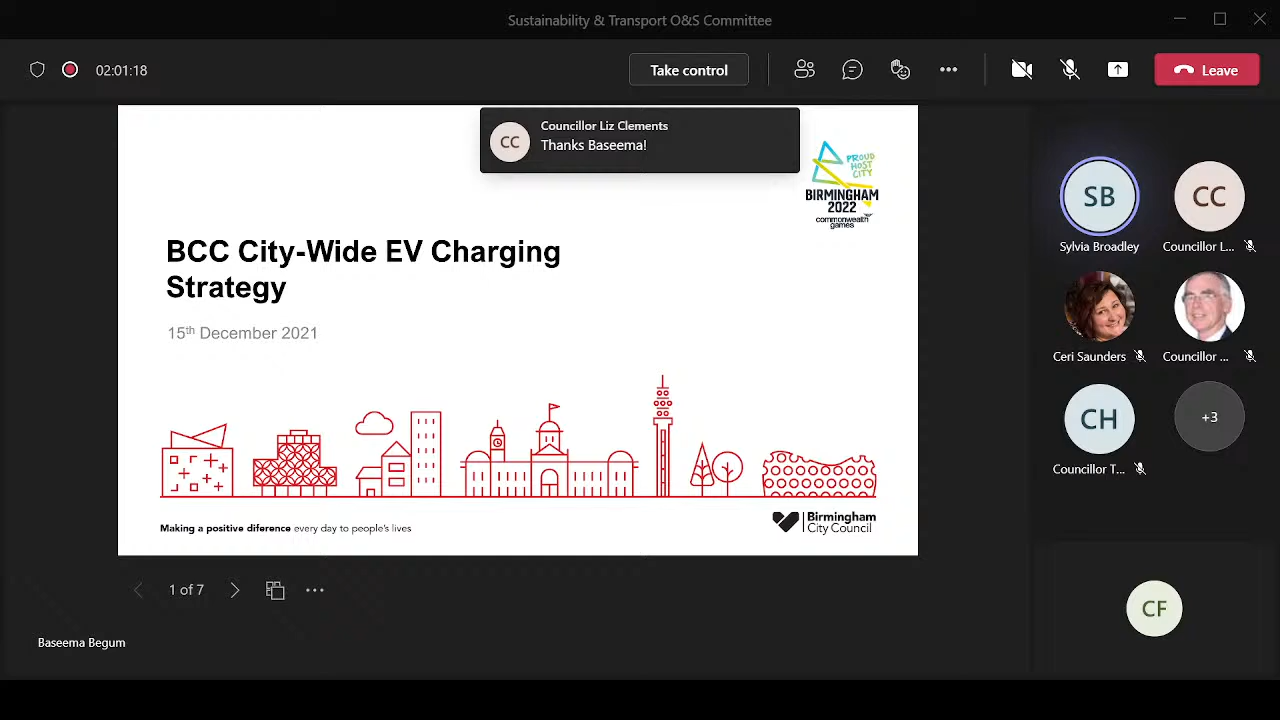 Sustainability & Transport O&S Committee
02:01:18
Take control
Leave
CC
Councillor Liz Clements
Thanks Baseema!
PROUD
HOST
CITY
BIRMINGHAM
2022
commonwealth
games
BCC City-Wide EV Charging
Strategy
15th December 2021
Making a positive diference every day to people's lives
Birmingham
City Council
SB
CC
Sylvia Broadley
Councillor L...
Ceri Saunders
Councillor ...
CH
+3
Councillor T...
1 of 7
Baseema Begum
CF